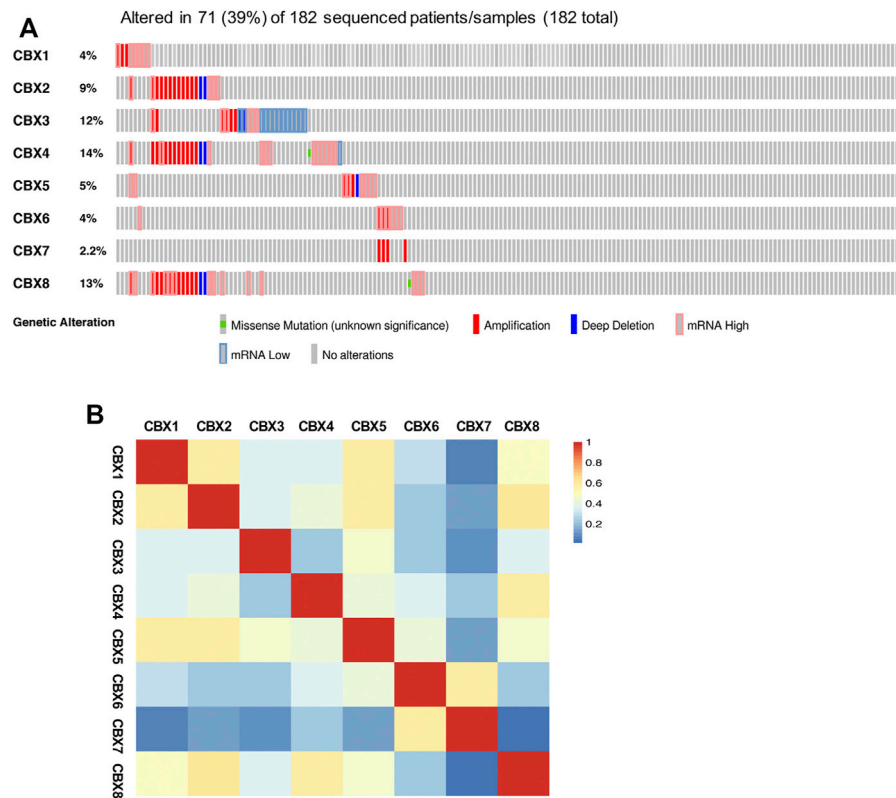 A
Altered in 71 (39%) of 182 sequenced patients/samples (182 total)
CBX1 4%
CBX2 9%
CBX3 12%
CBX4 14%
CBX5 5%
CBX6 4%
CBX7 2.2%
CBX8 13%
Genetic Alteration
Missense Mutation (unknown significance) Amplification Deep Deletion mRNA High
mRNA Low No alterations
B
CBX1 CBX2 CBX3 CBX4 CBX5 CBX6 CBX7 CBX8
CBX1
CBX2
CBX3
CBX4
CBX5
CBX6
CBX7
CBX8
1
0.8
0.6
0.4
0.2